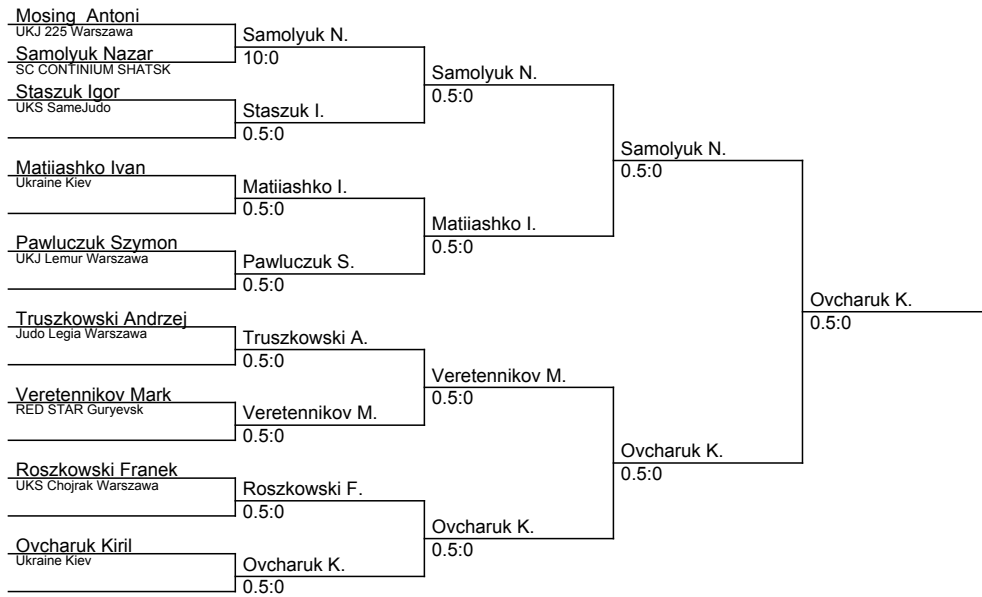 Mosing  Antoni
UKJ 225 Warszawa
Samolyuk Nazar
SC CONTINIUM SHATSK
Staszuk Igor
UKS SameJudo
Matiiashko Ivan
Ukraine Kiev
Pawluczuk Szymon
UKJ Lemur Warszawa
Truszkowski Andrzej
Judo Legia Warszawa
Veretennikov Mark
RED STAR Guryevsk
Roszkowski Franek
UKS Chojrak Warszawa
Ovcharuk Kiril
Ukraine Kiev
Samolyuk N.
10:0
Staszuk I.
0.5:0
Matiiashko I.
0.5:0
Pawluczuk S.
0.5:0
Truszkowski A.
0.5:0
Veretennikov M.
0.5:0
Roszkowski F.
0.5:0
Ovcharuk K.
0.5:0
Samolyuk N.
0.5:0
Matiiashko I.
0.5:0
Veretennikov M.
0.5:0
Ovcharuk K.
0.5:0
Samolyuk N.
0.5:0
Ovcharuk K.
0.5:0
Ovcharuk K.
0.5:0